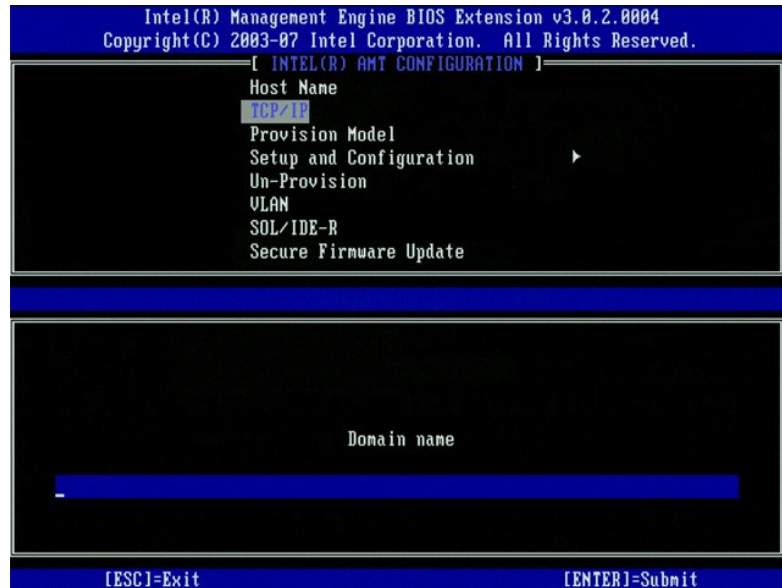 Intel(R) Management Engine BIOS Extension v3.0.2.0004
Copyright(C) 2003-07 Intel Corporation. All Rights Reserved.
[ INTEL(R) AMT CONFIGURATION ]
Host Name
TCP/IP
Provision Model
Setup and Configuration
Un-Provision
VLAN
SOL/IDE-R
Secure Firmware Update
Domain name
[ESC]=Exit [ENTER]=Submit